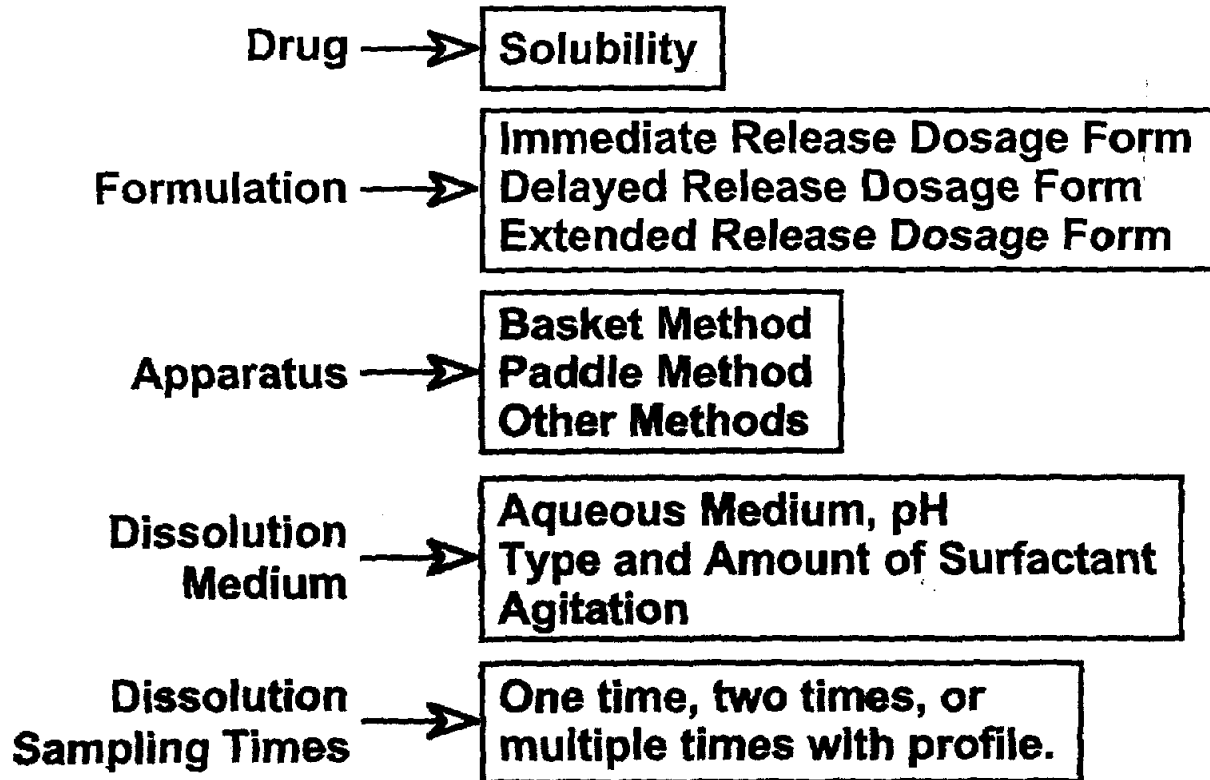 Drug
Solubility
Formulation
Immediate Release Dosage Form
Delayed Release Dosage Form
Extended Release Dosage Form
Apparatus
Basket Method
Paddle Method
Other Methods
Dissolution
Medium
Aqueous Medium, pH
Type and Amount of Surfactant
Agitation
Dissolution
Sampling Times
One time, two times, or
multiple times with profile.